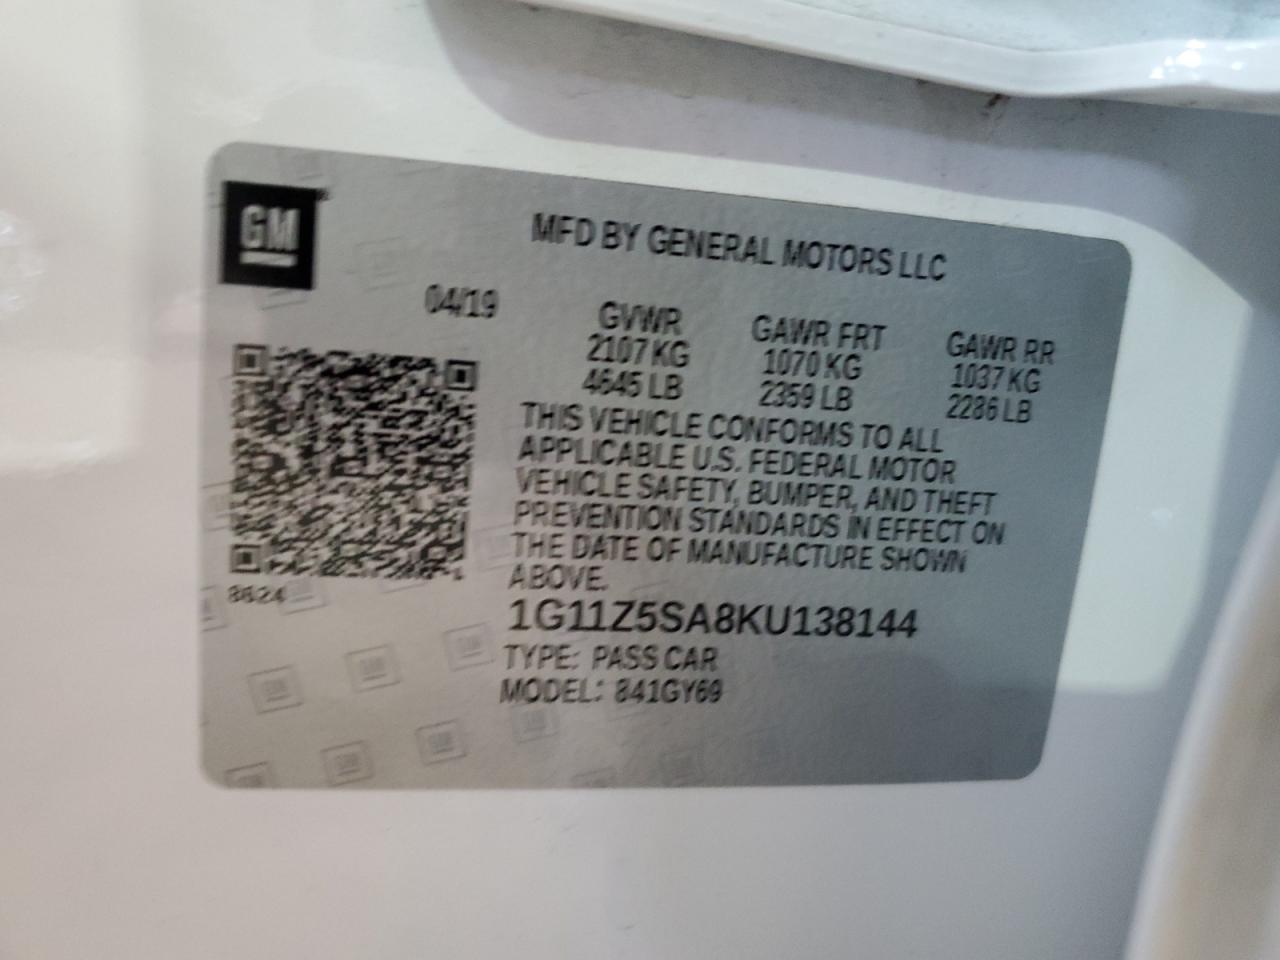 GM
MFD BY GENERAL MOTORS LLC
04/19
GVWR GAWR FRT GAWR RR
2107 KG 1070 KG 1037 KG
4645 LB 2359 LB 2286 LB
THIS VEHICLE CONFORMS TO ALL
APPLICABLE U.S. FEDERAL MOTOR
VEHICLE SAFETY, BUMPER, AND THEFT
PREVENTION STANDARDS IN EFFECT ON
THE DATE OF MANUFACTURE SHOWN
ABOVE.
8624
1G11Z5SA8KU138144
TYPE: PASS CAR
MODEL: 841GY69